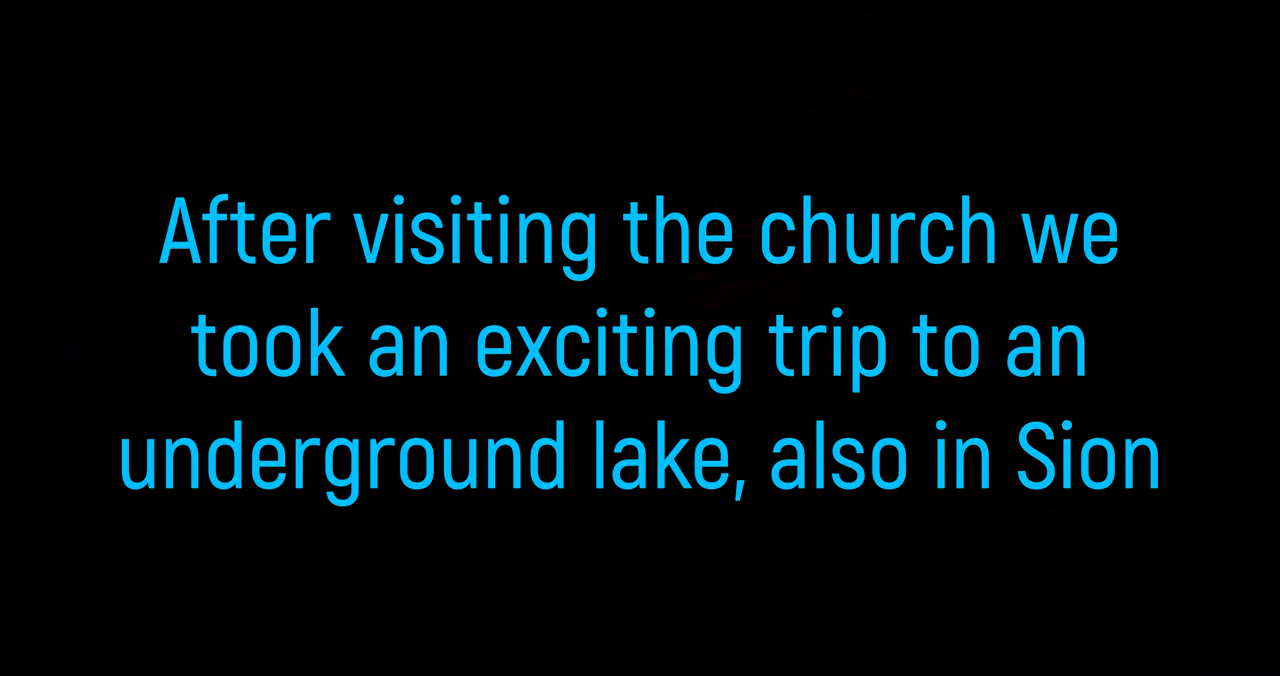 After visiting the church we
took an exciting trip to an
underground lake, also in Sion